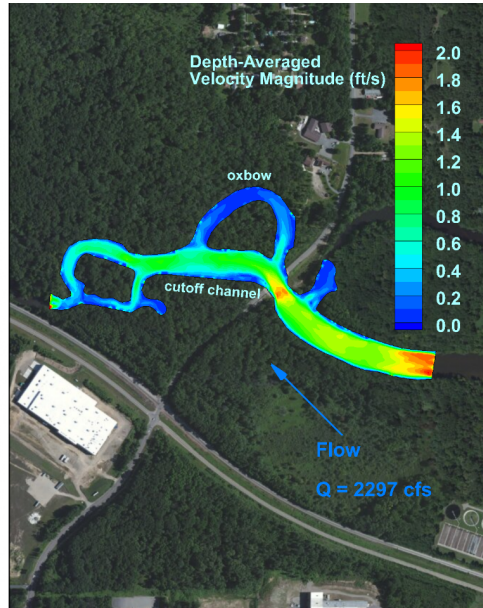 Depth-Averaged
Velocity Magnitude (ft/s)
2.0
1.8
1.6
1.4
1.2
1.0
0.8
0.6
0.4
0.2
0.0
oxbow
cutoff channel
Flow
Q = 2297 cfs